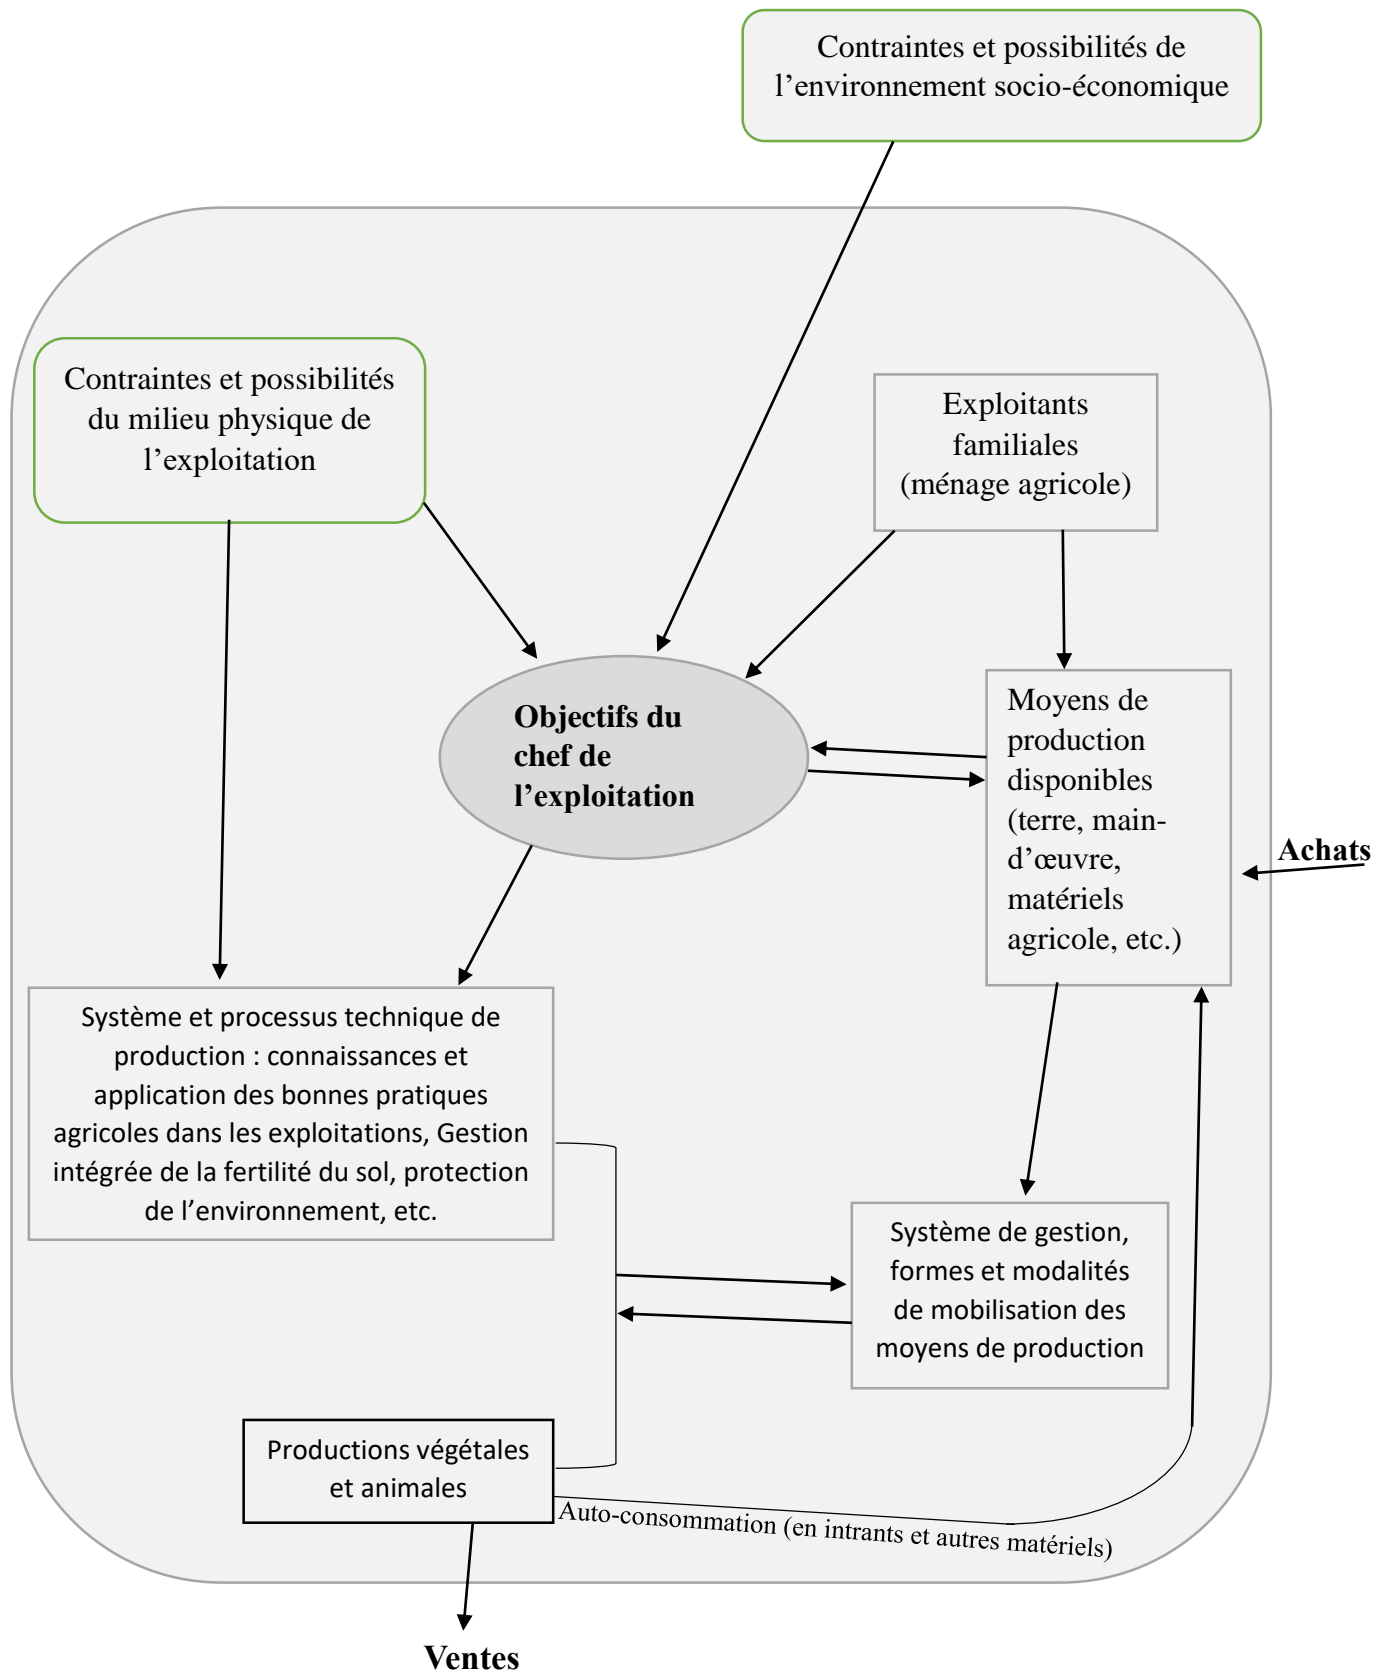 Contraintes et possibilités de
l’environnement socio-économique
Contraintes et possibilités
du milieu physique de
l’exploitation
Exploitants
familiales
(ménage agricole)
Objectifs du
chef de
l’exploitation
Moyens de
production
disponibles
(terre, main-
d’œuvre,
matériels
agricole, etc.)
Achats
Système et processus technique de
production : connaissances et
application des bonnes pratiques
agricoles dans les exploitations, Gestion
intégrée de la fertilité du sol, protection
de l’environnement, etc.
Système de gestion,
formes et modalités
de mobilisation des
moyens de production
Productions végétales
et animales
Auto-consommation (en intrants et autres matériels)
Ventes